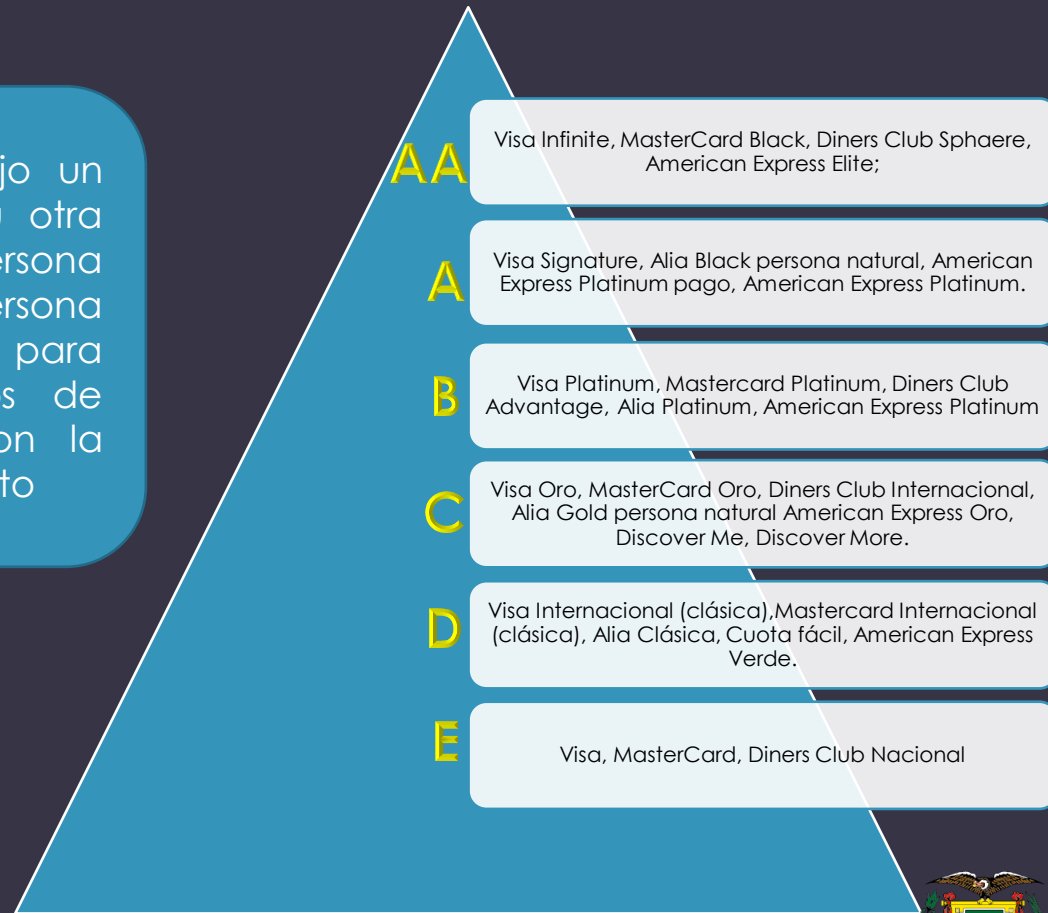 jo un
otra
ersona
ersona
para
s de
on la
to
AA
Visa Infinite, MasterCard Black, Diners Club Sphaere,
American Express Elite;
A
Visa Signature, Alia Black persona natural, American
Express Platinum pago, American Express Platinum.
B
Visa Platinum, Mastercard Platinum, Diners Club
Advantage, Alia Platinum, American Express Platinum
C
Visa Oro, MasterCard Oro, Diners Club Internacional,
Alia Gold persona natural American Express Oro,
Discover Me, Discover More.
D
Visa Internacional (clásica),Mastercard Internacional
(clásica), Alia Clásica, Cuota fácil, American Express
Verde.
E
Visa, MasterCard, Diners Club Nacional